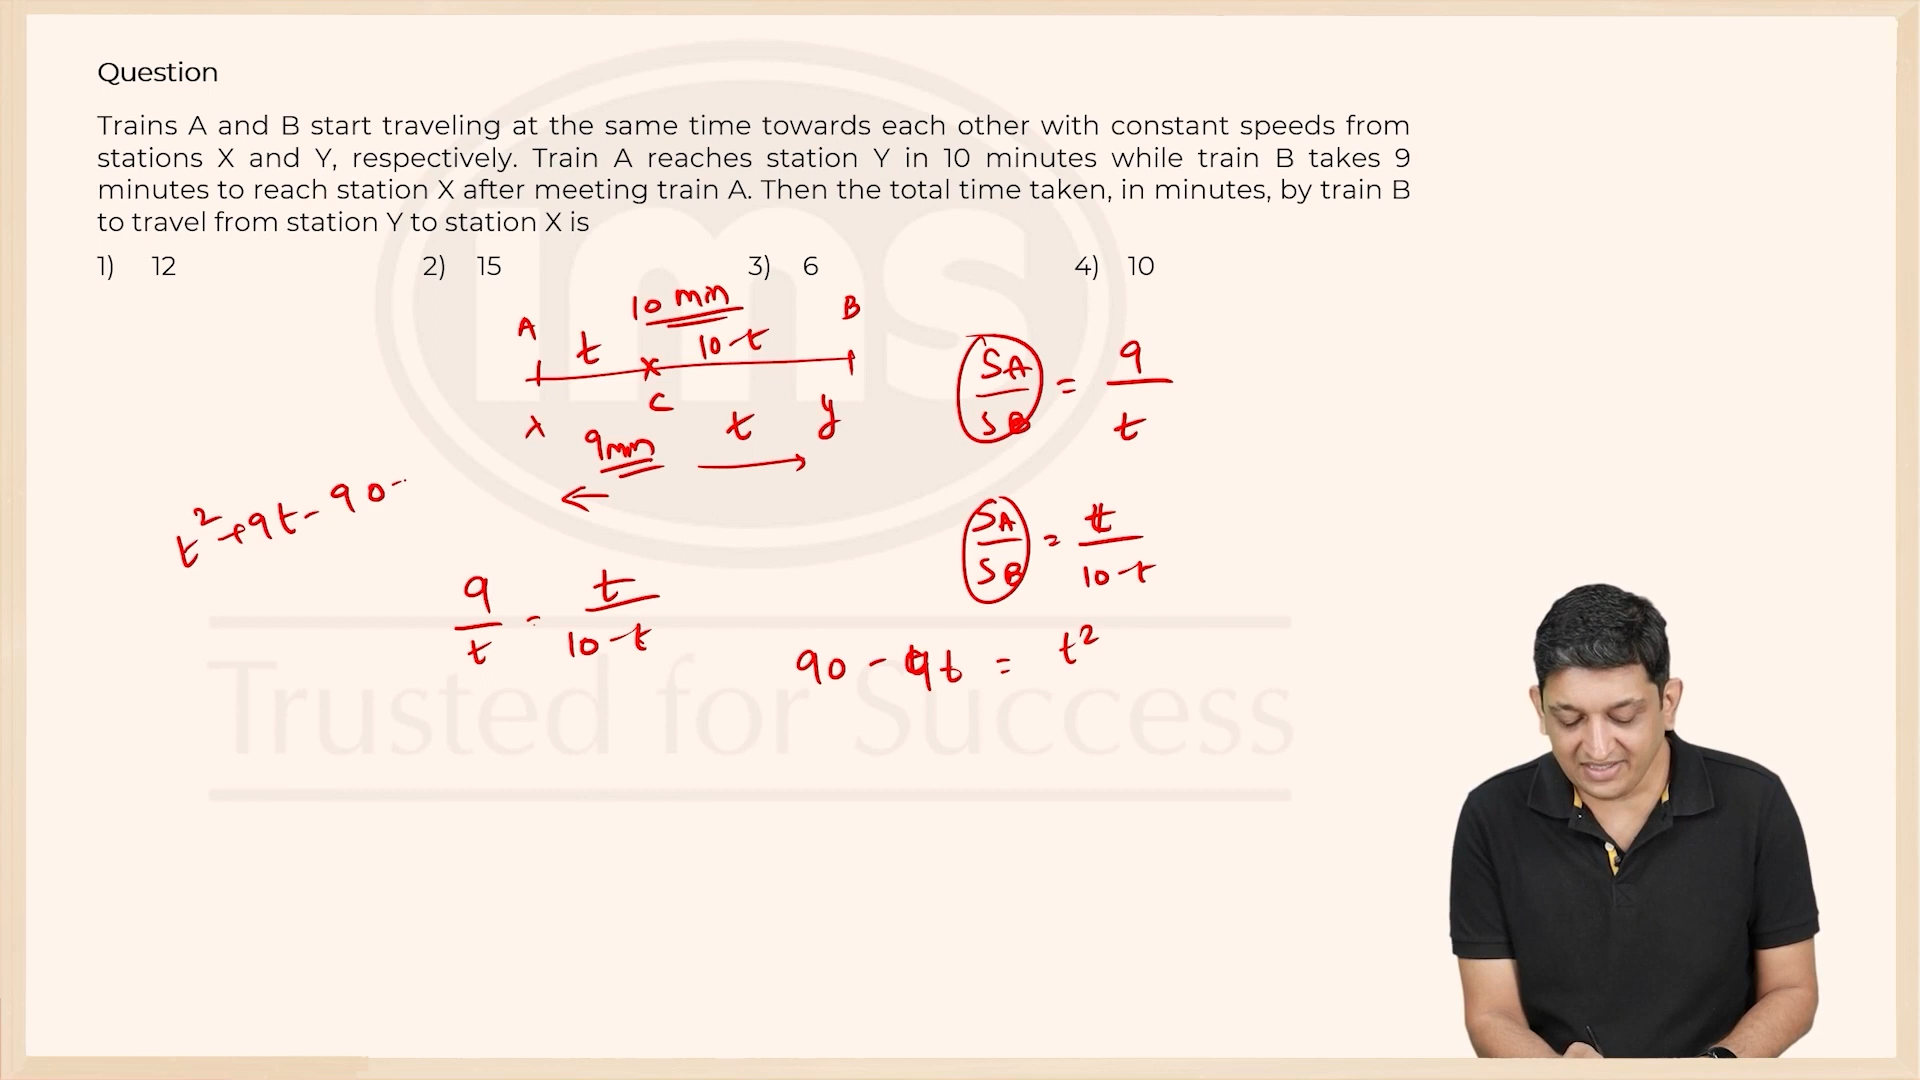 Question
Trains A and B start traveling at the same time towards each other with constant speeds from
stations X and Y, respectively. Train A reaches station Y in 10 minutes while train B takes 9
minutes to reach station X after meeting train A. Then the total time taken, in minutes, by train B
to travel from station Y to station X is
1) 12 2) 15 3) 6 4) 10
10 min
A B
t 10-t
X C t Y
9min
SA/SB = 9/t
t²+9t-90
SA/SB = t/10-t
9/t = t/10-t
90 - 9t = t²
ims
Trusted for Success